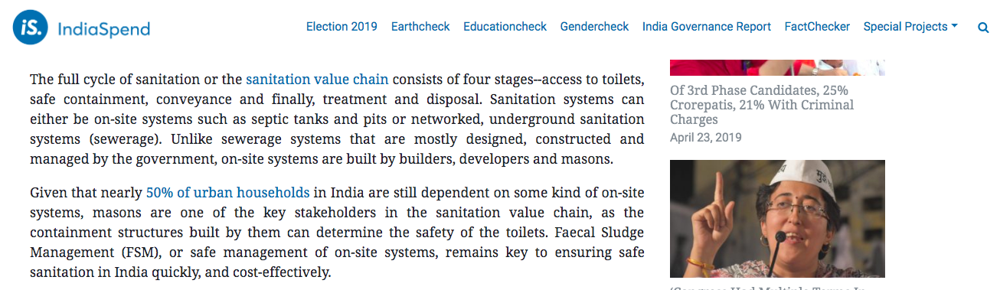 iS. IndiaSpend
Election 2019 Earthcheck Educationcheck Gendercheck India Governance Report FactChecker Special Projects
The full cycle of sanitation or the sanitation value chain consists of four stages--access to toilets,
safe containment, conveyance and finally, treatment and disposal. Sanitation systems can
either be on-site systems such as septic tanks and pits or networked, underground sanitation
systems (sewerage). Unlike sewerage systems that are mostly designed, constructed and
managed by the government, on-site systems are built by builders, developers and masons.
Given that nearly 50% of urban households in India are still dependent on some kind of on-site
systems, masons are one of the key stakeholders in the sanitation value chain, as the
containment structures built by them can determine the safety of the toilets. Faecal Sludge
Management (FSM), or safe management of on-site systems, remains key to ensuring safe
sanitation in India quickly, and cost-effectively.
Of 3rd Phase Candidates, 25%
Crorepatis, 21% With Criminal
Charges
April 23, 2019
'Congress Had Multiple Terms In